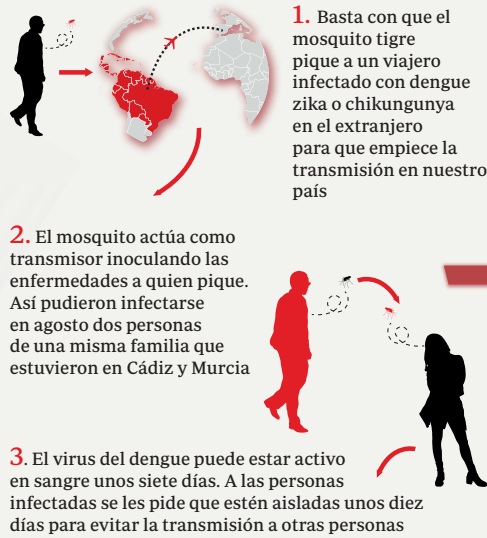 1. Basta con que el
mosquito tigre
pique a un viajero
infectado con dengue
zika o chikungunya
en el extranjero
para que empiece la
transmisión en nuestro
país
2. El mosquito actúa como
transmisor inoculando las
enfermedades a quien pique.
Así pudieron infectarse
en agosto dos personas
de una misma familia que
estuvieron en Cádiz y Murcia
3. El virus del dengue puede estar activo
en sangre unos siete días. A las personas
infectadas se les pide que estén aisladas unos diez
días para evitar la transmisión a otras personas